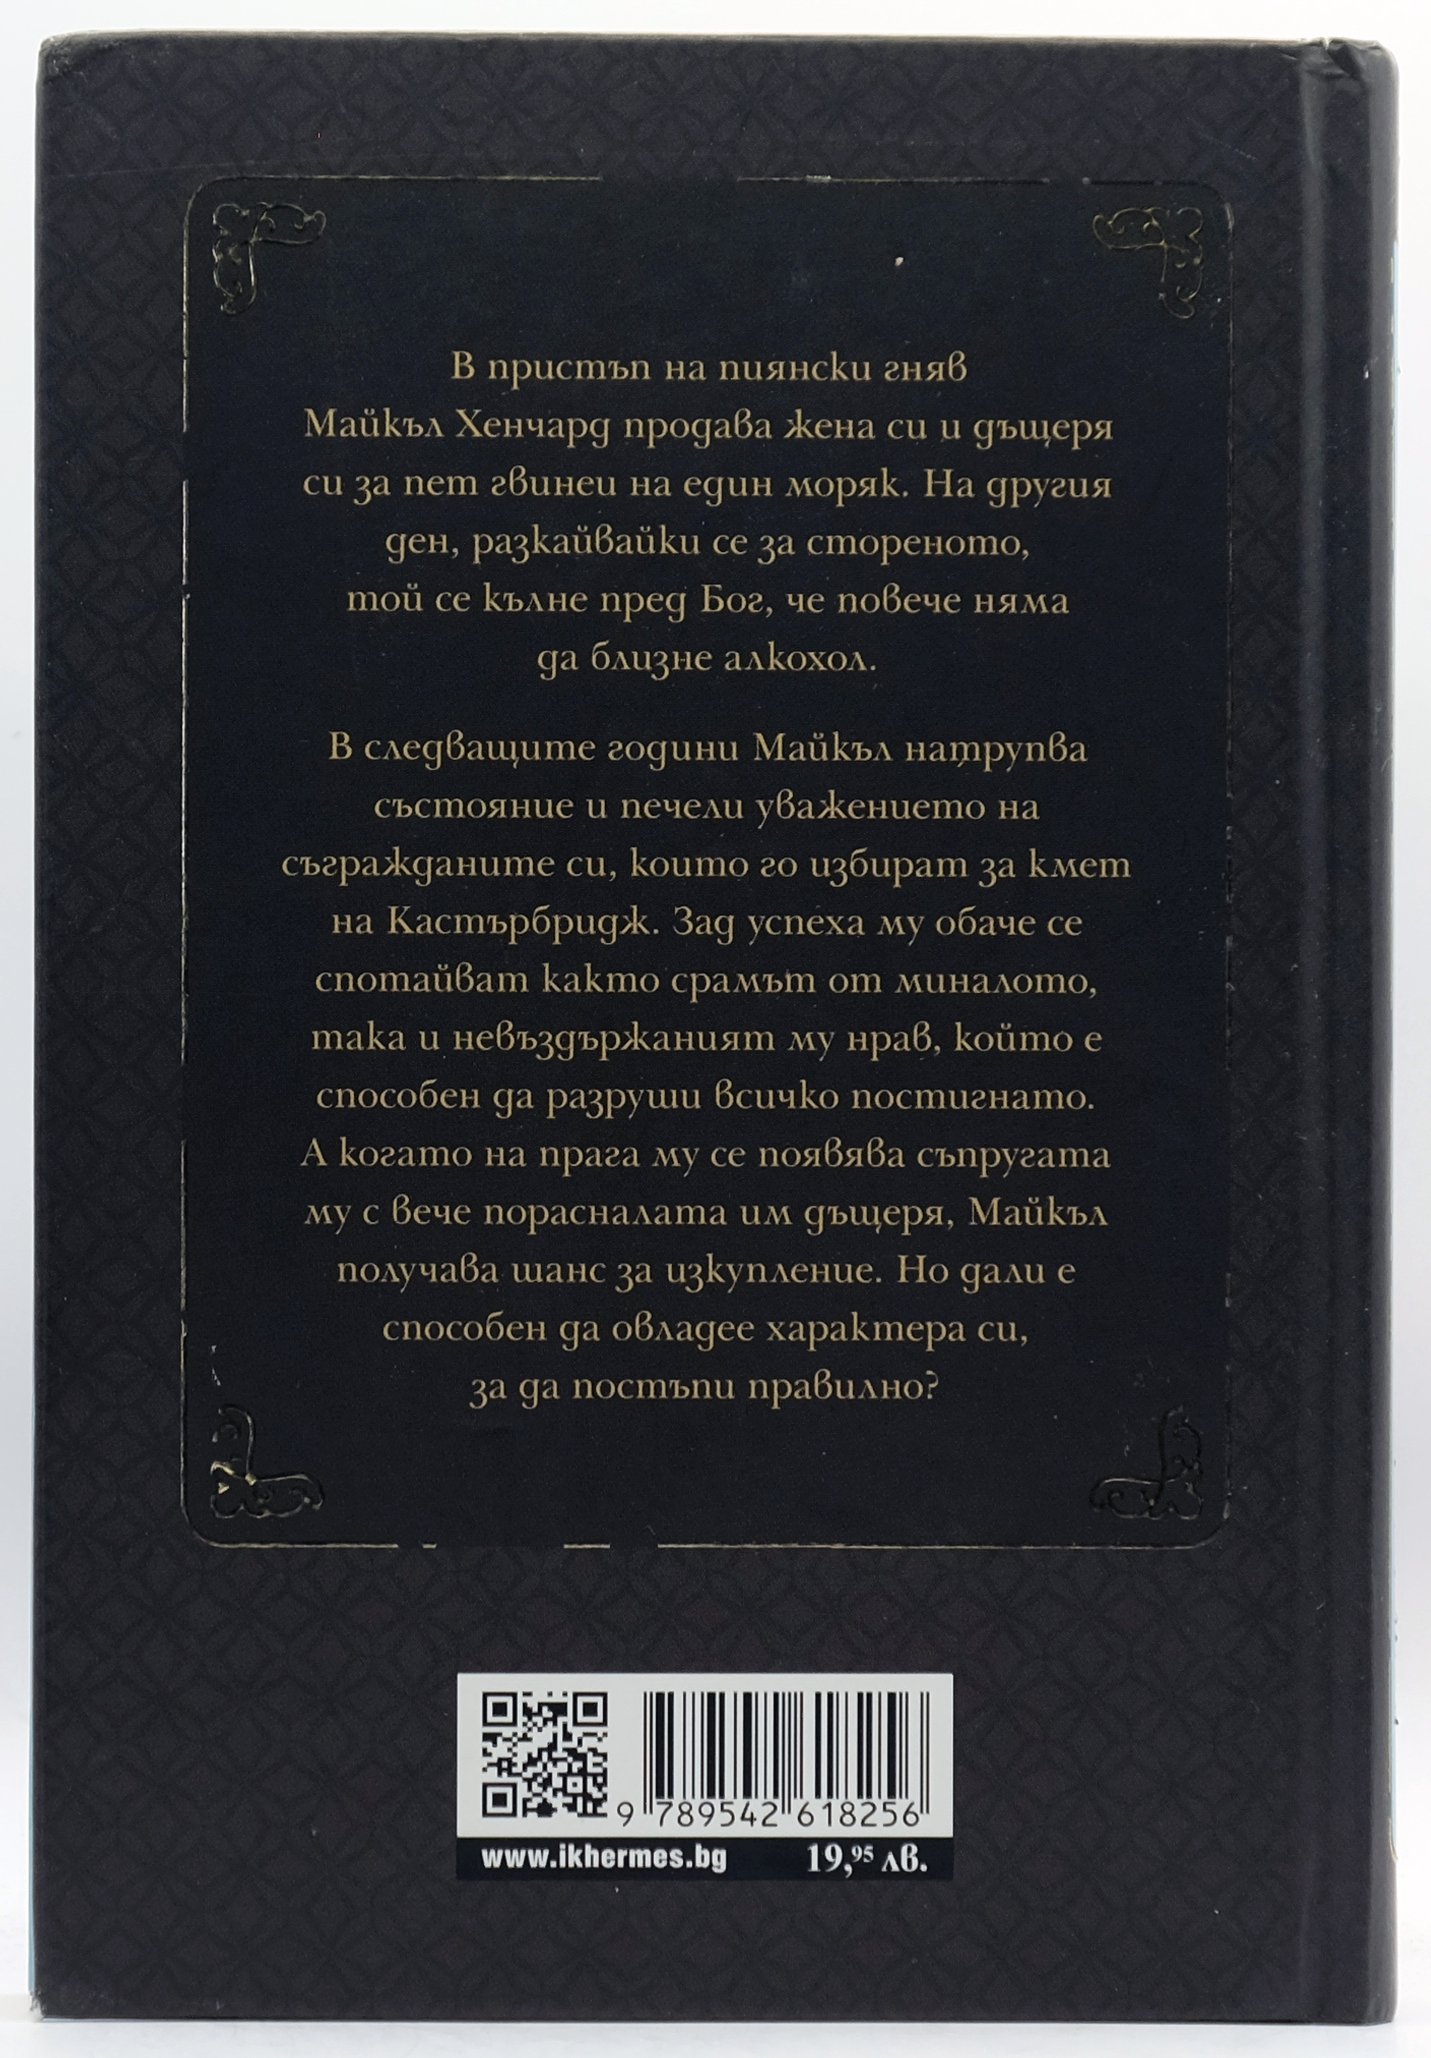 В пристъп на пиянски гняв
Майкъл Хенчард продава жена си и дъщеря
си за пет гвинеи на един моряк. На другия
ден, разкайвайки се за стореното,
той се кълне пред Бог, че повече няма
да близне алкохол.
В следващите години Майкъл натрупва
състояние и печели уважението на
съгражданите си, които го избират за кмет
на Кастърбридж. Зад успеха му обаче се
спотайват както срамът от миналото,
така и невъздържаният му нрав, който е
способен да разруши всичко постигнато.
А когато на прага му се появява съпругата
му с вече порасналата им дъщеря, Майкъл
получава шанс за изкупление. Но дали е
способен да овладее характера си,
за да постъпи правилно?
9 789542 618256
www.ikhermes.bg 19,95 лв.